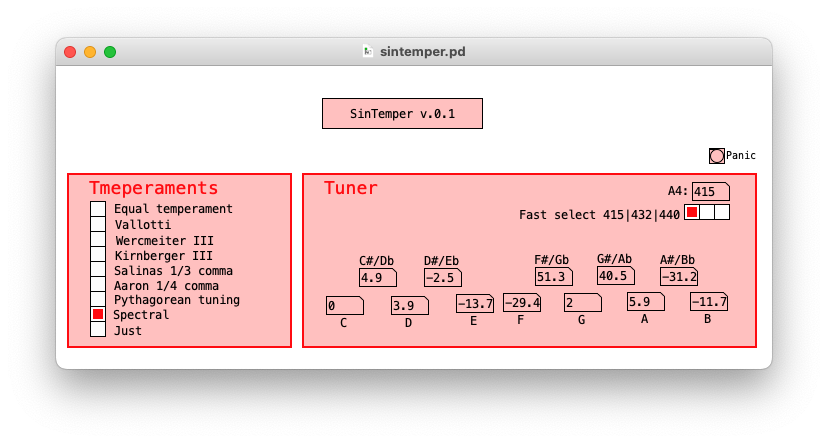 sintemper.pd
SinTemper v.0.1
Panic
Tmeperaments
Equal temperament
Vallotti
Wercmeiter III
Kirnberger III
Salinas 1/3 comma
Aaron 1/4 comma
Pythagorean tuning
Spectral
Just
Tuner
A4: 415
Fast select 415|432|440
C#/Db D#/Eb F#/Gb G#/Ab A#/Bb
4.9 -2.5 51.3 40.5 -31.2
0 3.9 -13.7 -29.4 2 5.9 -11.7
C D E F G A B